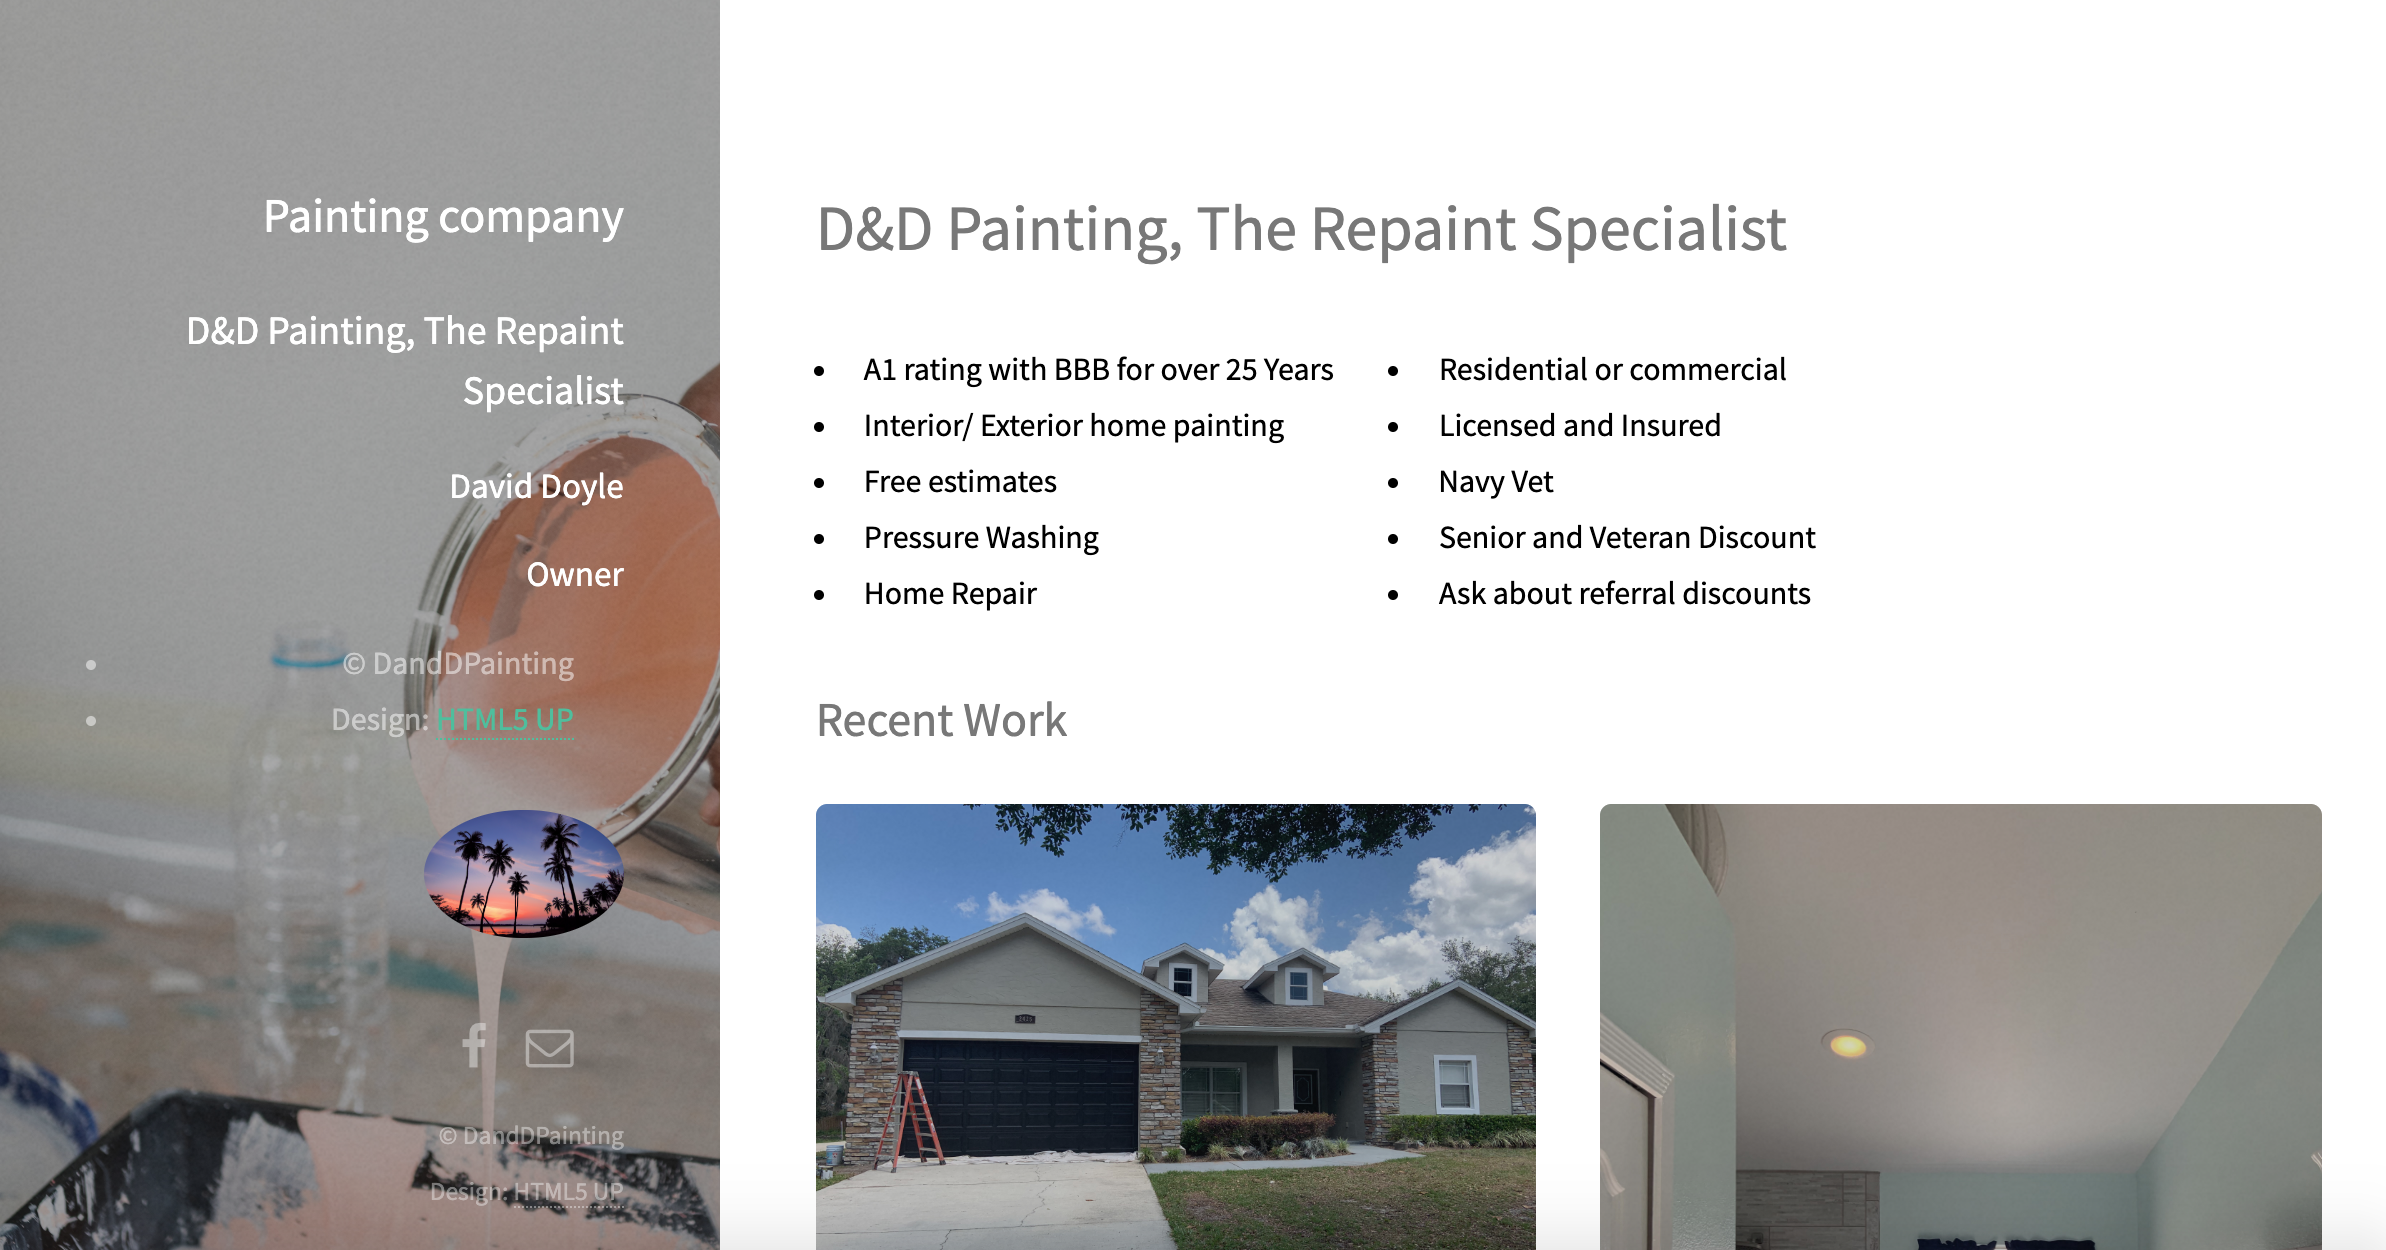 Painting company
D&D Painting, The Repaint
Specialist
David Doyle
Owner
© DandDPainting
Design: HTML5 UP
© DandDPainting
Design: HTML5 UP
D&D Painting, The Repaint Specialist
A1 rating with BBB for over 25 Years
Interior/ Exterior home painting
Free estimates
Pressure Washing
Home Repair
Residential or commercial
Licensed and Insured
Navy Vet
Senior and Veteran Discount
Ask about referral discounts
Recent Work